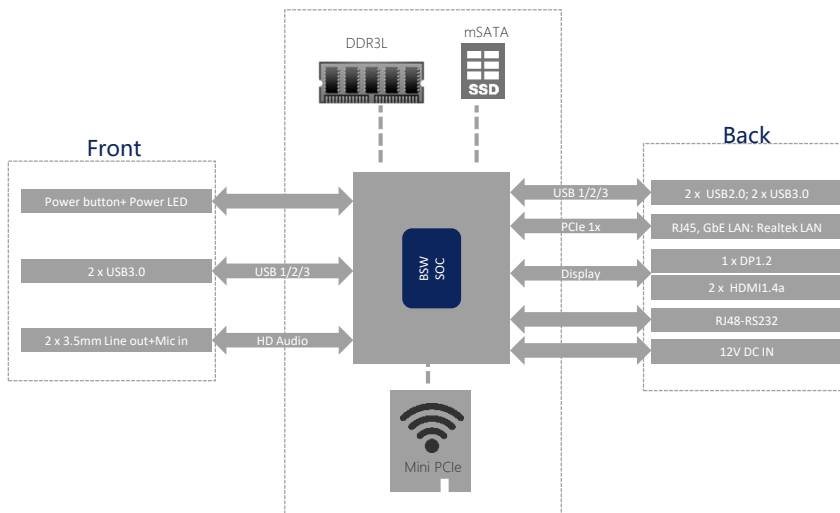 mSATA
DDR3L
SSD
Front
Back
Power button+ Power LED
2 x USB3.0
USB 1/2/3
2 x 3.5mm Line out+Mic in
HD Audio
BSW
SOC
USB 1/2/3
2 x USB2.0; 2 x USB3.0
PCIe 1x
RJ45, GbE LAN: Realtek LAN
Display
1 x DP1.2
2 x HDMI1.4a
RJ48-RS232
12V DC IN
Mini PCIe